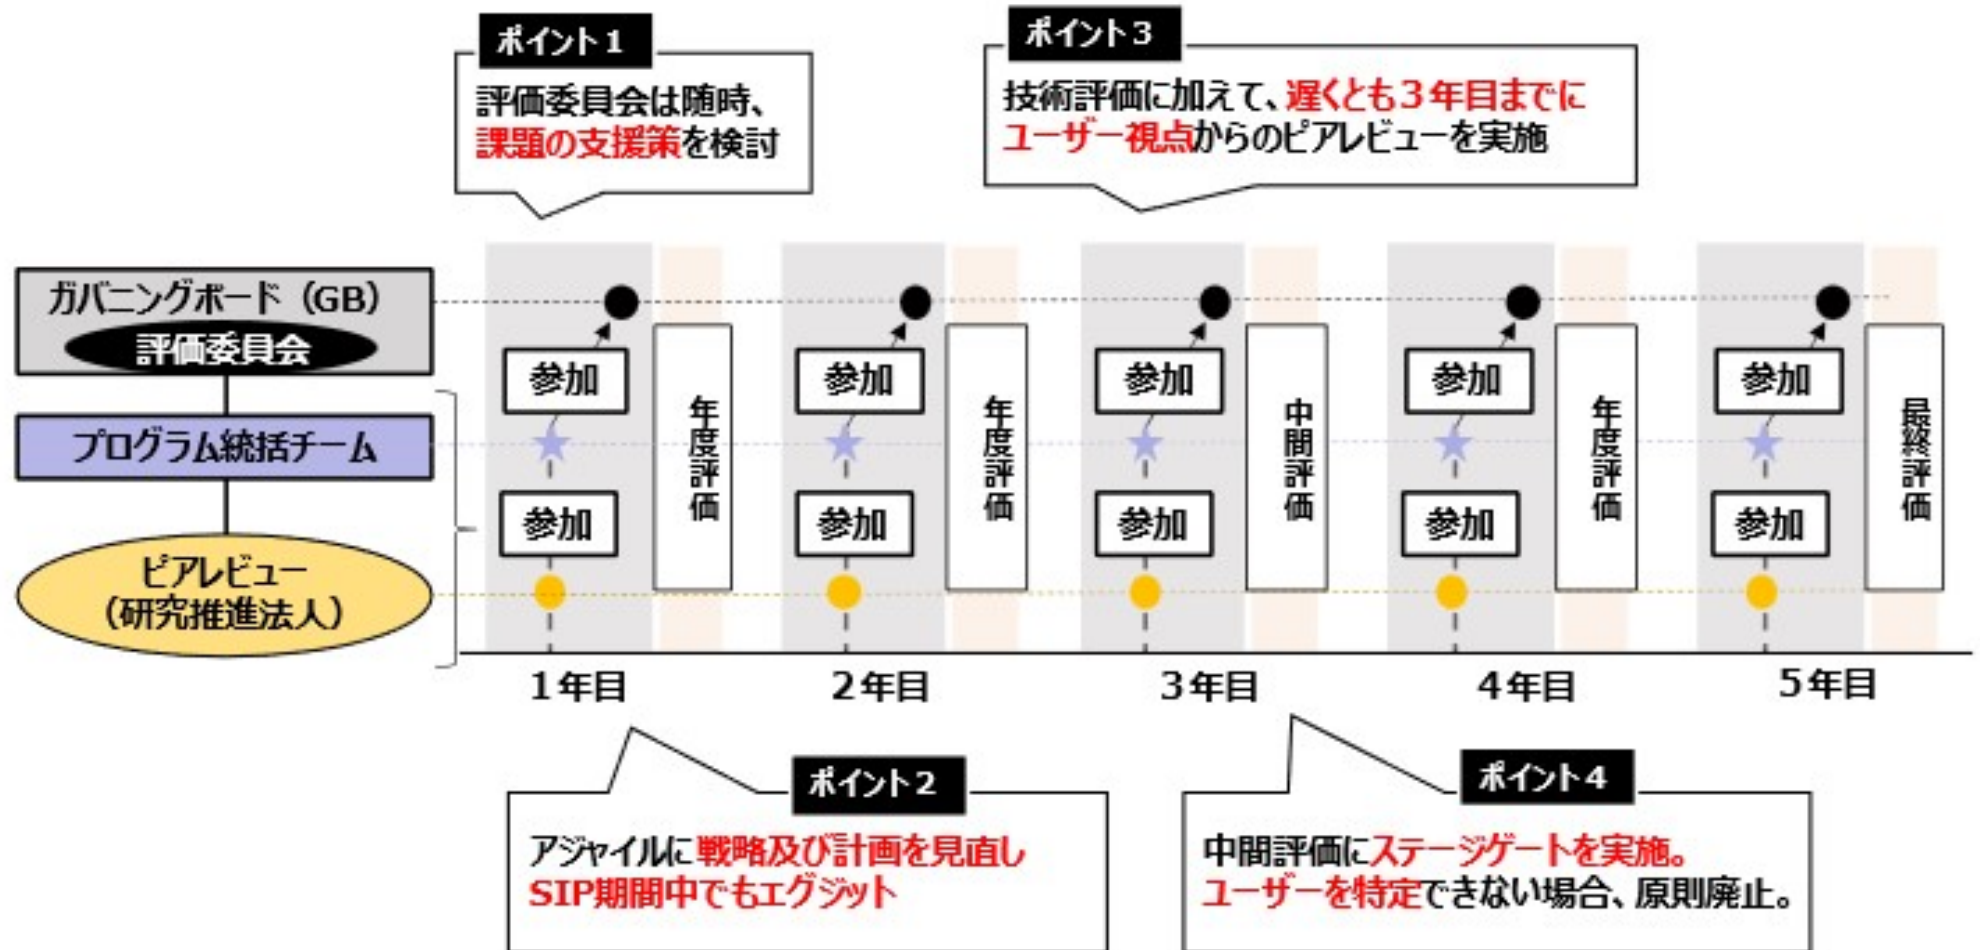 ポイント1
評価委員会は随時、
課題の支援策を検討
ポイント3
技術評価に加えて、遅くとも3年目までに
ユーザー視点からのピアレビューを実施
ガバニングボード（GB）
評価委員会
プログラム統括チーム
ピアレビュー
（研究推進法人）
参加
参加
参加
参加
参加
参加
参加
参加
参加
参加
年度評価
年度評価
中間評価
年度評価
最終評価
1年目
2年目
3年目
4年目
5年目
ポイント2
アジャイルに戦略及び計画を見直し
SIP期間中でもエグジット
ポイント4
中間評価にステージゲートを実施。
ユーザーを特定できない場合、原則廃止。